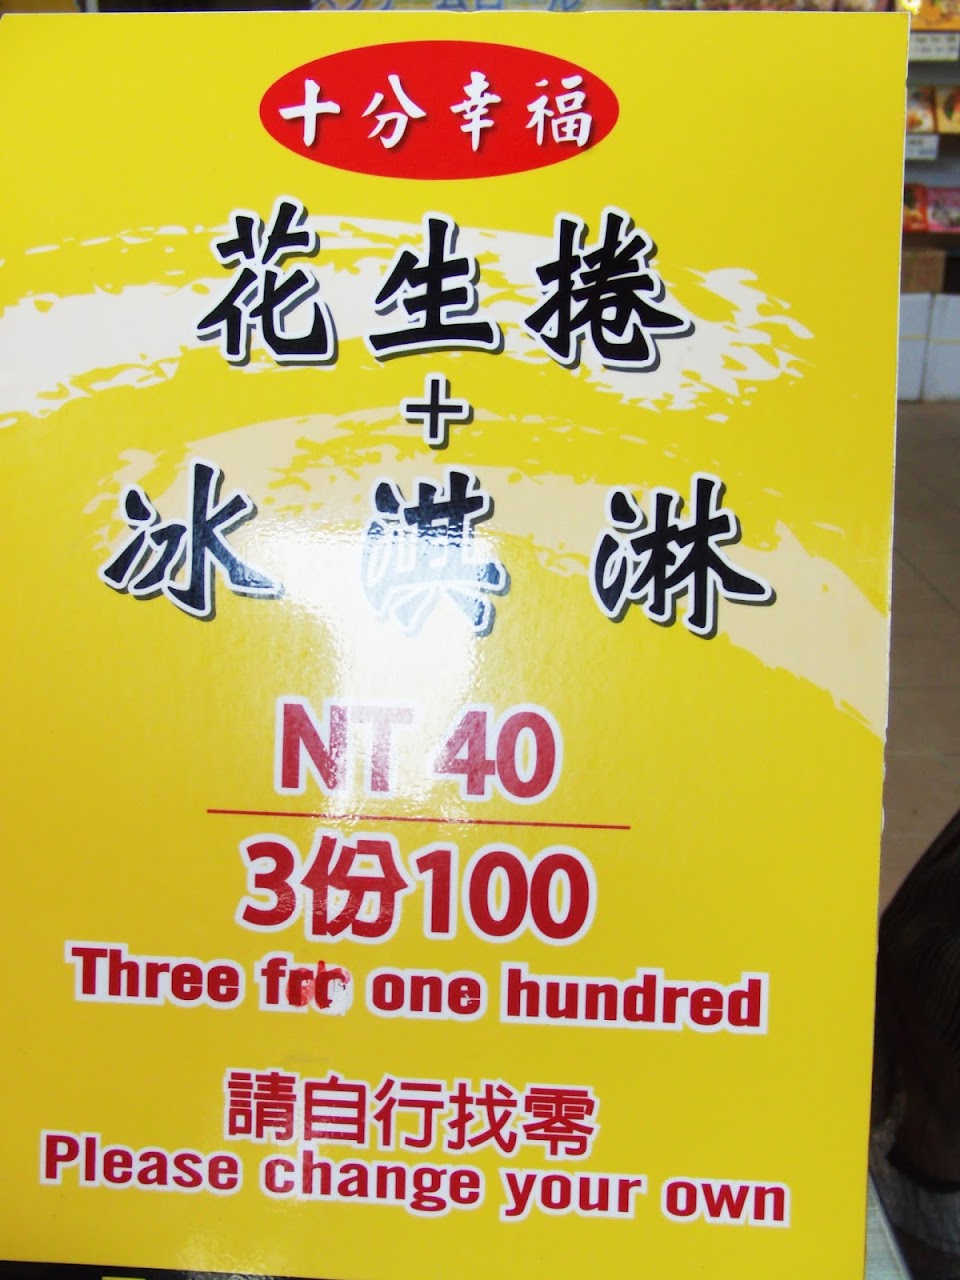 十分幸福
花生捲
+
冰淇淋
NT 40
3份100
Three for one hundred
請自行找零
Please change your own